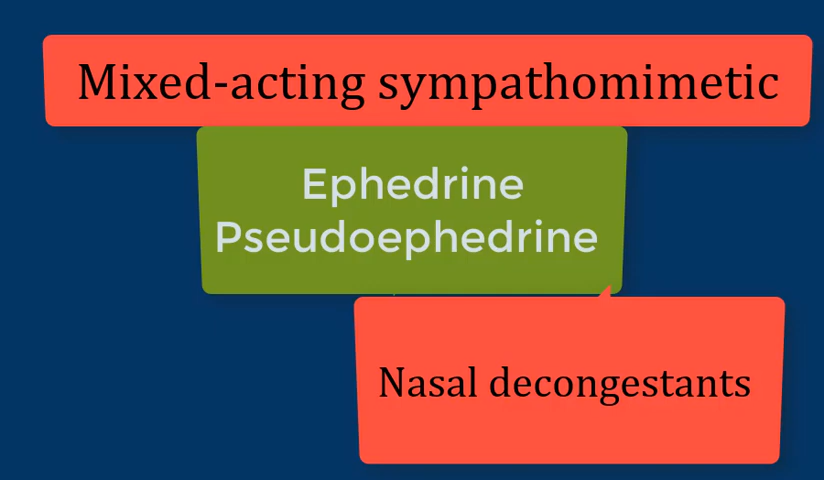 Mixed-acting sympathomimetic
Ephedrine
Pseudoephedrine
Nasal decongestants